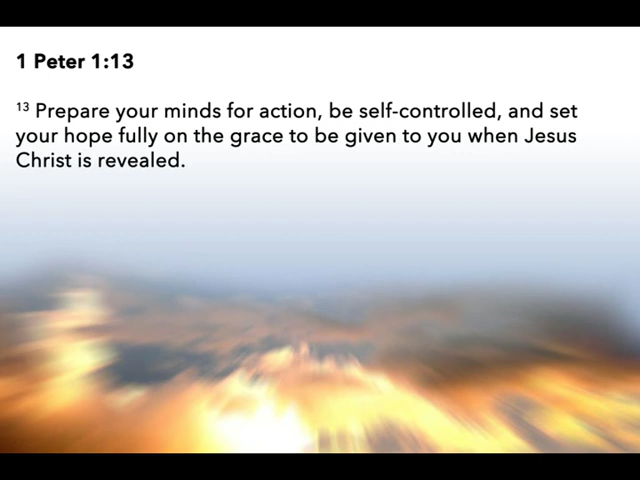 1 Peter 1:13
13 Prepare your minds for action, be self-controlled, and set
your hope fully on the grace to be given to you when Jesus
Christ is revealed.